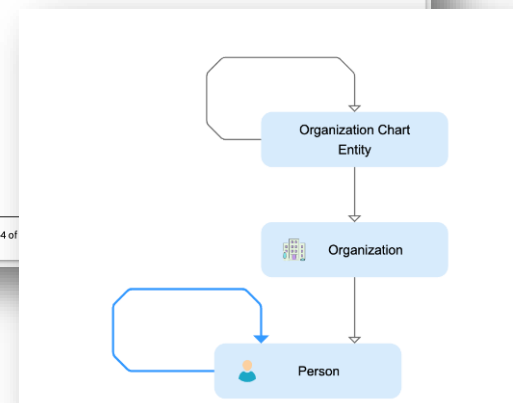 Organization Chart
Entity
4 of
Organization
Person